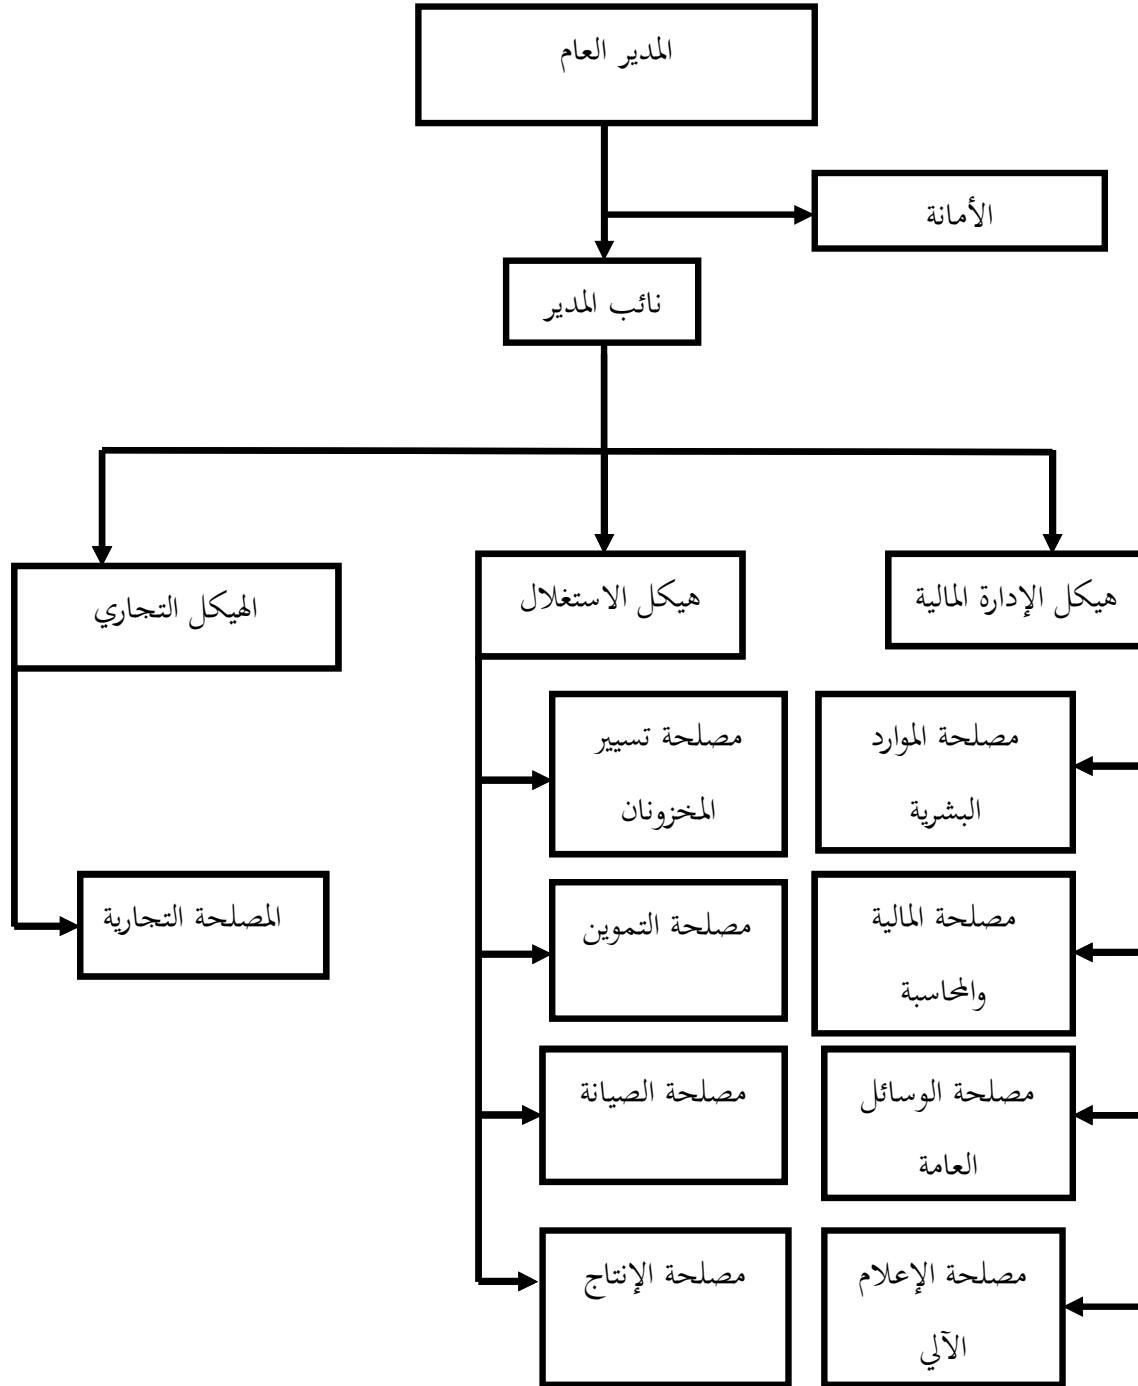 المدير العام
الأمانة
نائب المدير
هيكل الإدارة المالية
هيكل الاستغلال
الهيكل التجاري
مصلحة الموارد
البشرية
مصلحة المالية
والمحاسبة
مصلحة الوسائل
العامة
مصلحة الإعلام
الآلي
مصلحة تسيير
المخزونان
مصلحة التموين
مصلحة الصيانة
مصلحة الإنتاج
المصلحة التجارية